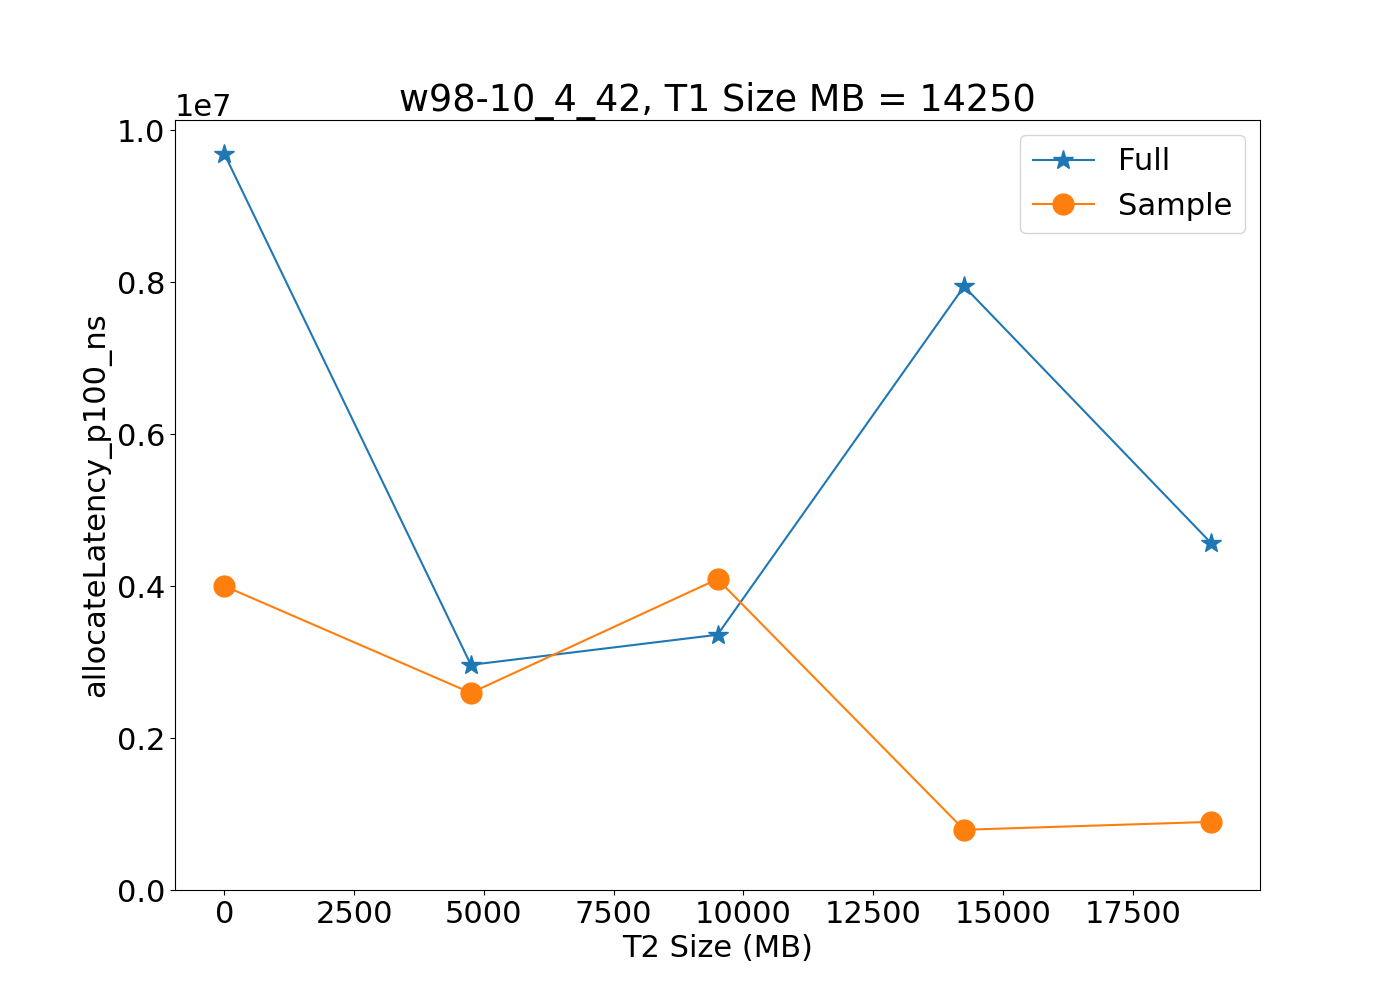 w98-10_4_42, T1 Size MB = 14250
1e7
1.0
0.8
0.6
0.4
0.2
0.0
allocateLatency_p100_ns
Full
Sample
0 2500 5000 7500 10000 12500 15000 17500
T2 Size (MB)